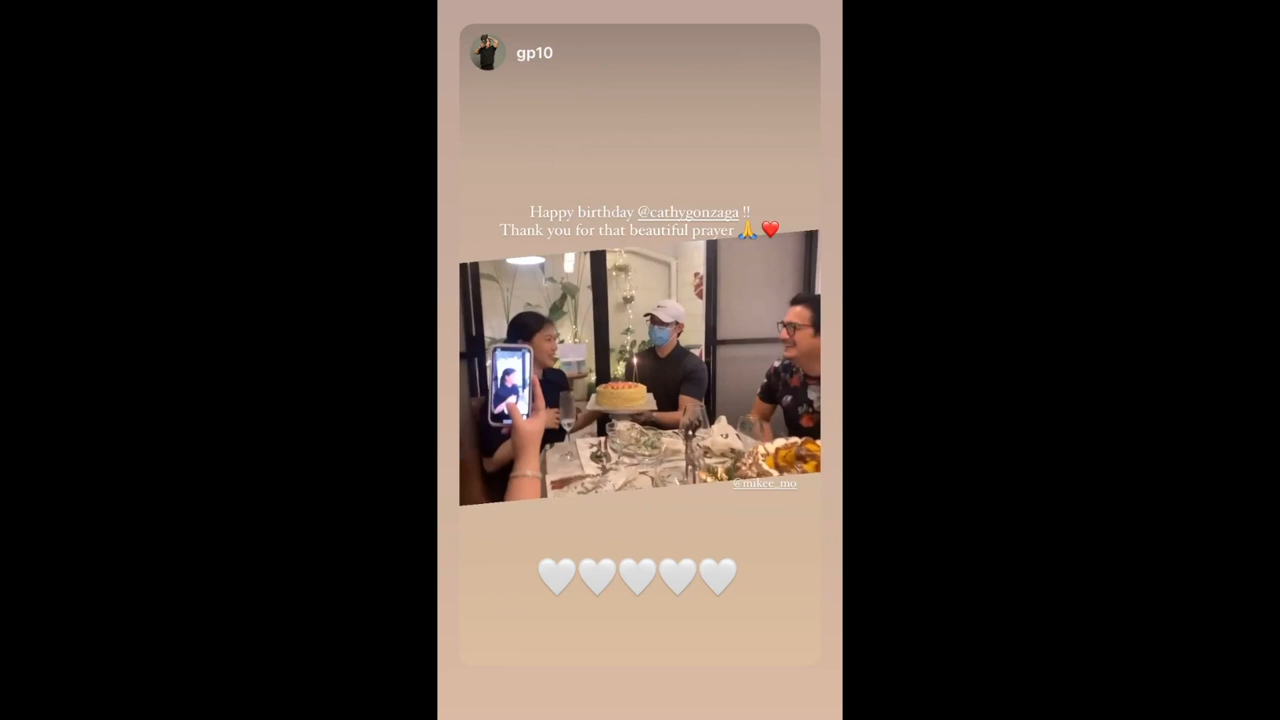 gp10
Happy birthday @cathygonzaga !!
Thank you for that beautiful prayer 🙏 ❤️
@mikee_mo
🤍🤍🤍🤍🤍